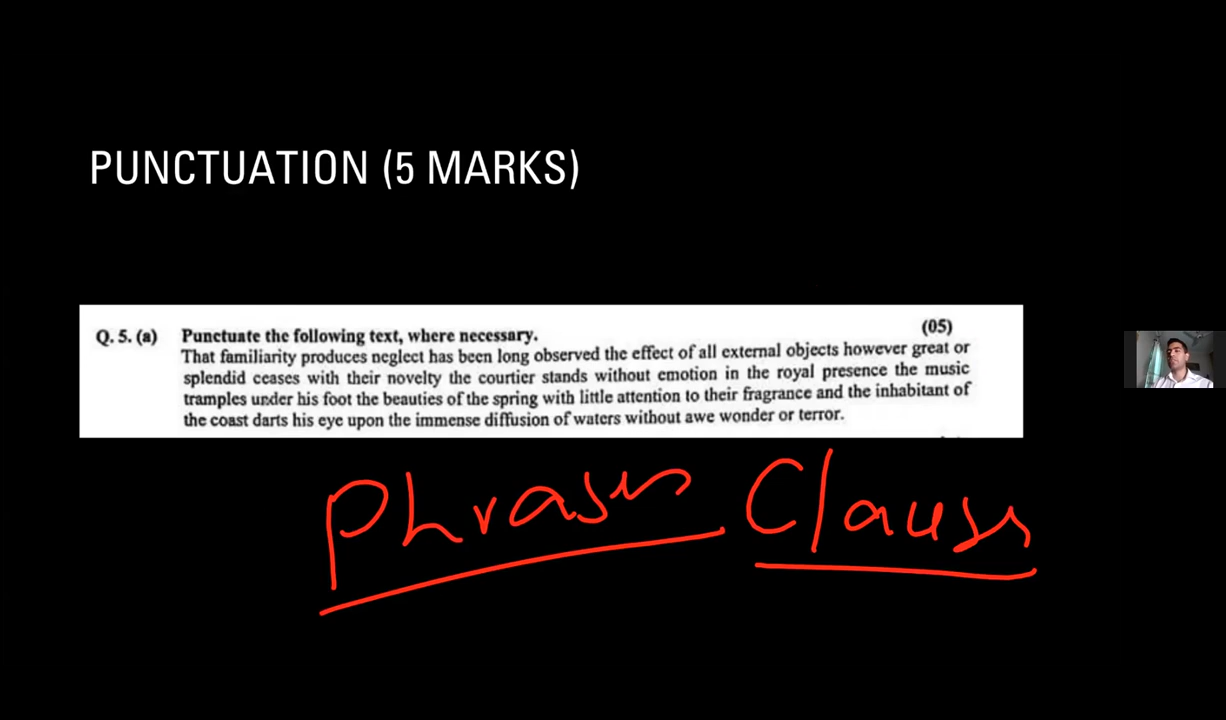 PUNCTUATION (5 MARKS)
(05)
Q. 5. (a) Punctuate the following text, where necessary.
That familiarity produces neglect has been long observed the effect of all external objects however great or
splendid ceases with their novelty the courtier stands without emotion in the royal presence the music
tramples under his foot the beauties of the spring with little attention to their fragrance and the inhabitant of
the coast darts his eye upon the immense diffusion of waters without awe wonder or terror.
Phrases Clauses